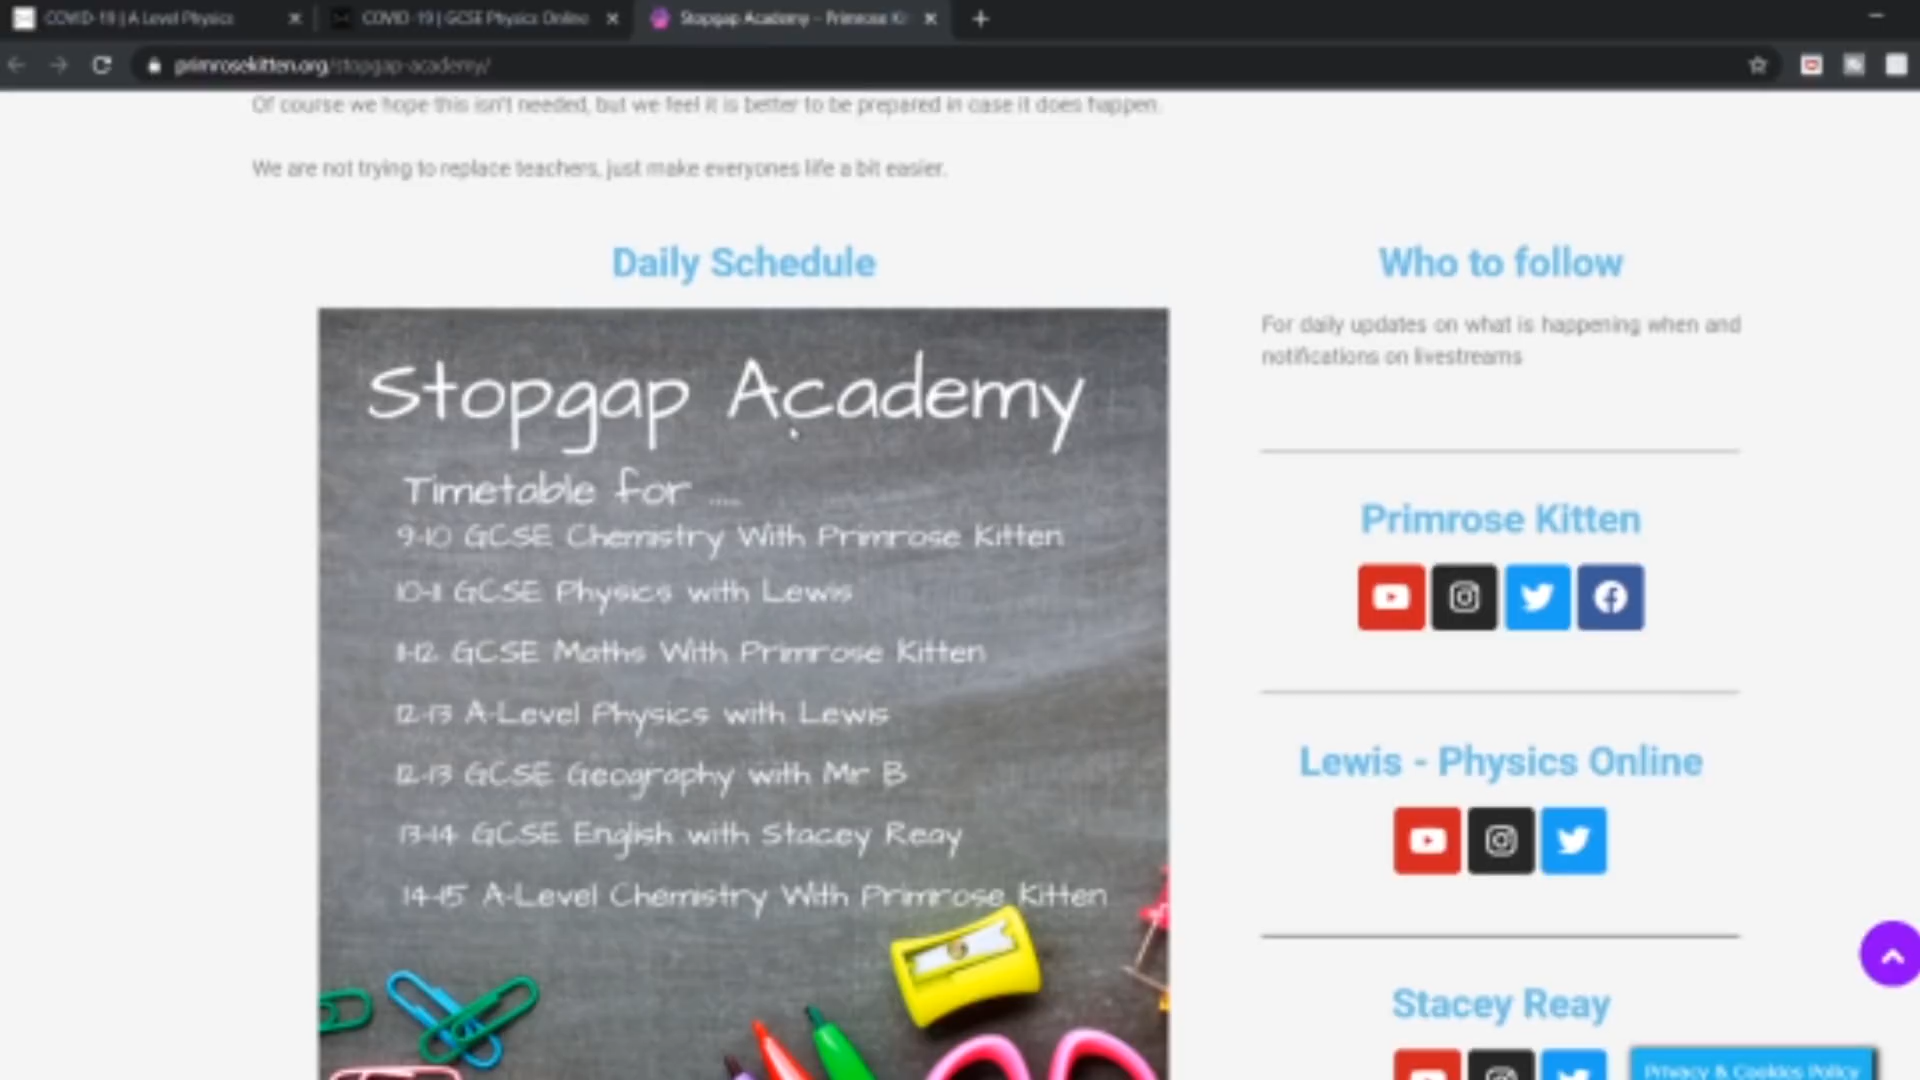 COVID-19 | A Level Physics
COVID-19 | GCSE Physics Online
Stopgap Academy - Primrose Ki
primrosekitten.org/stopgap-academy/
Of course we hope this isn't needed, but we feel it is better to be prepared in case it does happen.
We are not trying to replace teachers, just make everyones life a bit easier.
Daily Schedule
Stopgap Academy
Timetable for ....
9-10 GCSE Chemistry With Primrose Kitten
10-11 GCSE Physics with Lewis
11-12 GCSE Maths With Primrose Kitten
12-13 A-Level Physics with Lewis
12-13 GCSE Geography with Mr B
13-14 GCSE English with Stacey Reay
14-15 A-Level Chemistry With Primrose Kitten
Who to follow
For daily updates on what is happening when and
notifications on livestreams
Primrose Kitten
Lewis - Physics Online
Stacey Reay
Privacy & Cookies Policy